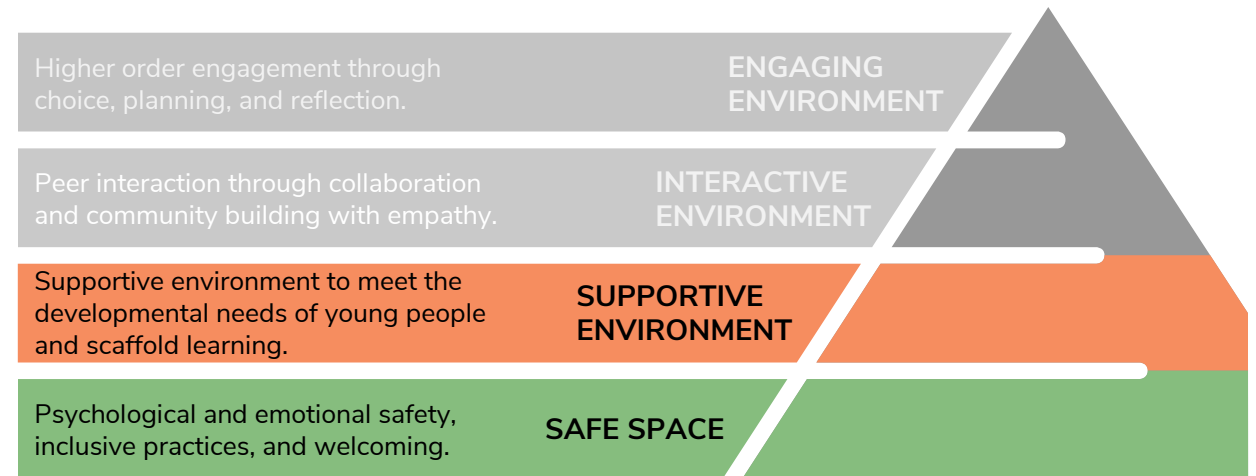 Higher order engagement through
choice, planning, and reflection.
ENGAGING
ENVIRONMENT
Peer interaction through collaboration
and community building with empathy.
INTERACTIVE
ENVIRONMENT
Supportive environment to meet the
developmental needs of young people
and scaffold learning.
SUPPORTIVE
ENVIRONMENT
Psychological and emotional safety,
inclusive practices, and welcoming.
SAFE SPACE